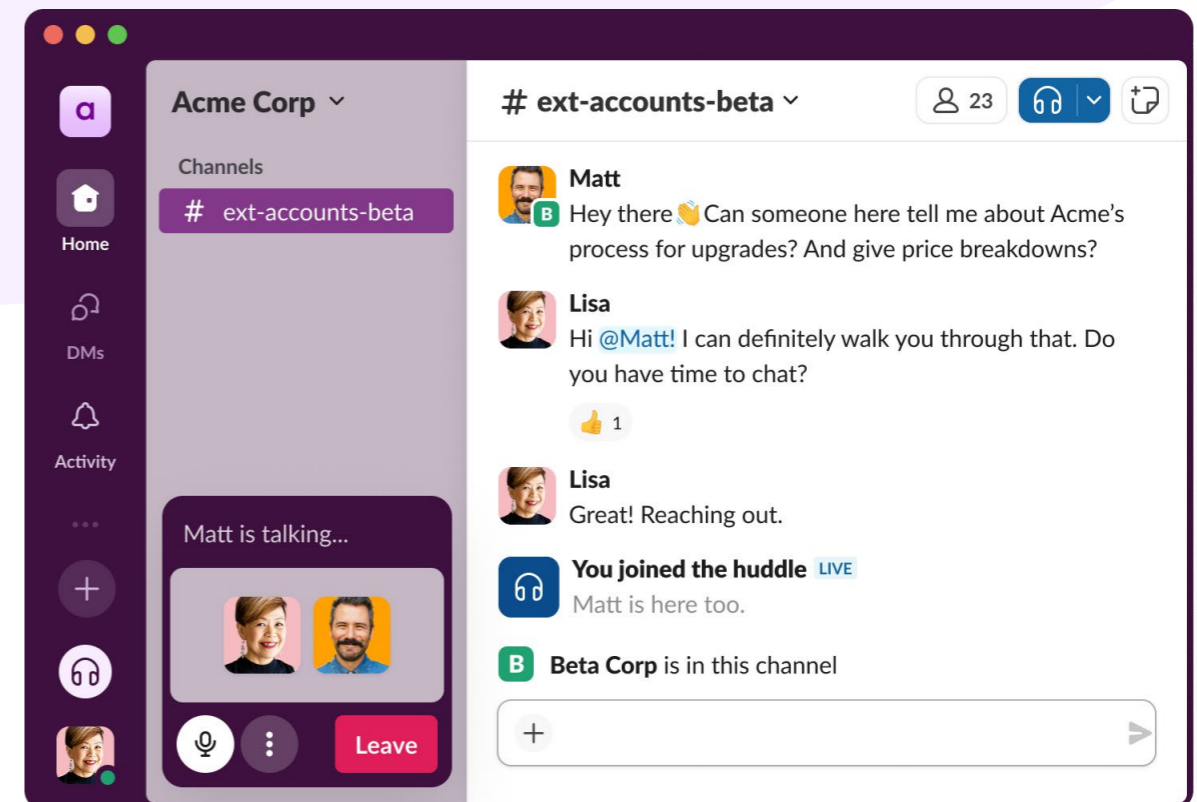 a
Home
DMs
Activity
Acme Corp
Channels
# ext-accounts-beta
Matt is talking...
Leave
# ext-accounts-beta
23
Matt
B
Hey there👋Can someone here tell me about Acme’s
process for upgrades? And give price breakdowns?
Lisa
Hi @Matt! I can definitely walk you through that. Do
you have time to chat?
👍 1
Lisa
Great! Reaching out.
You joined the huddle LIVE
Matt is here too.
B Beta Corp is in this channel